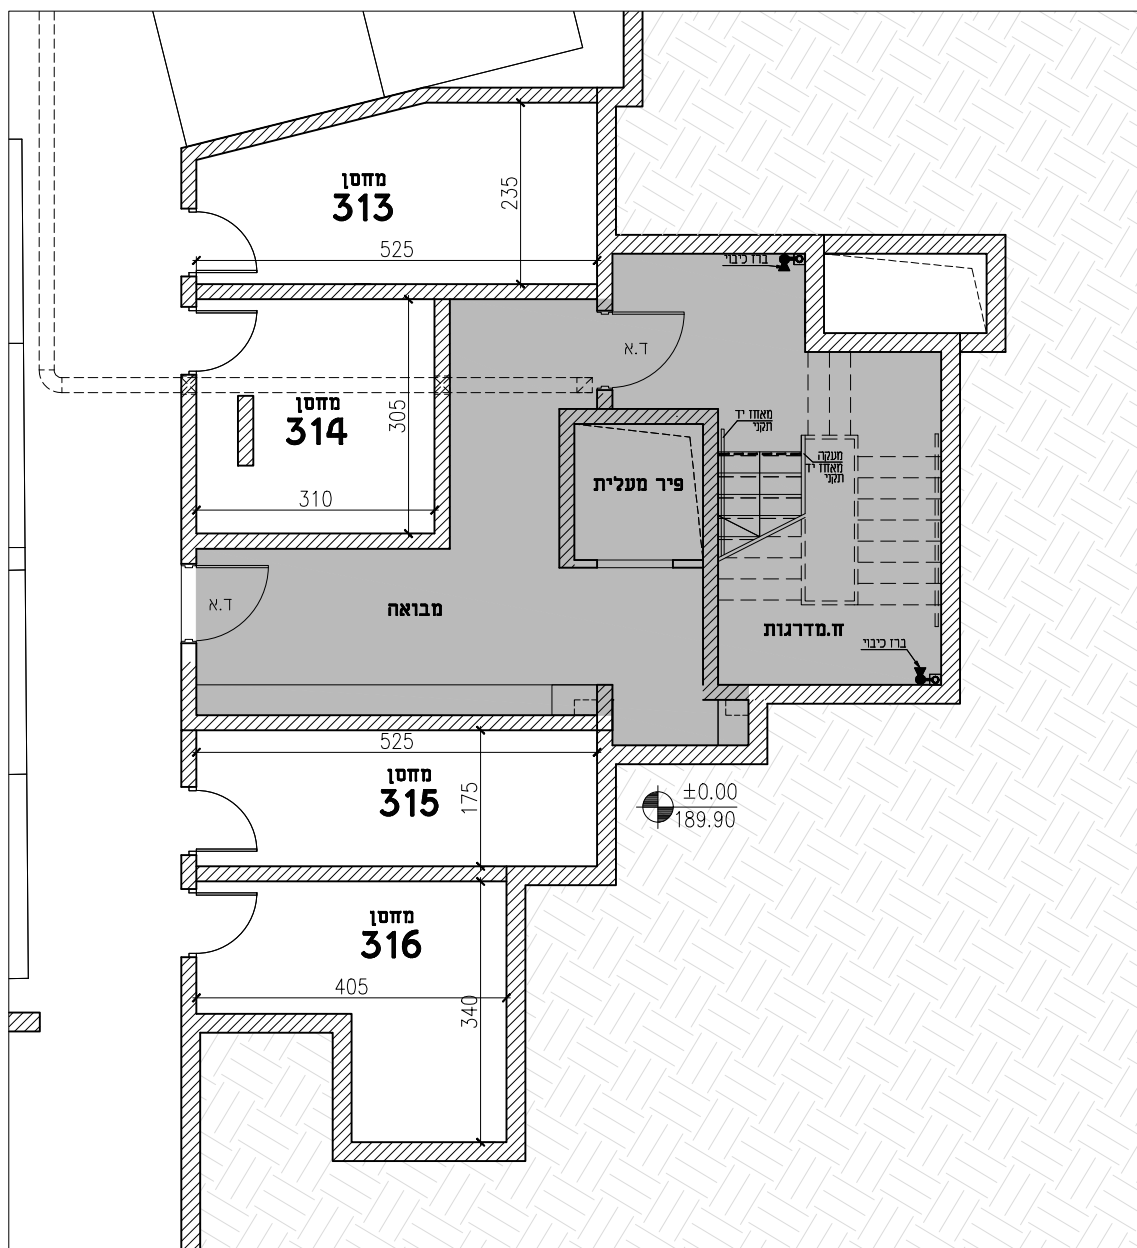 מחסן
313
235
525
ברז כיבוי
ד.א
מחסן
314
305
310
מאחז יד
תקני
מעקה
מאחז יד
תקני
פיר מעלית
ד.א
מבואה
ח.מדרגות
ברז כיבוי
525
מחסן
315
175
±0.00
189.90
מחסן
316
405
340